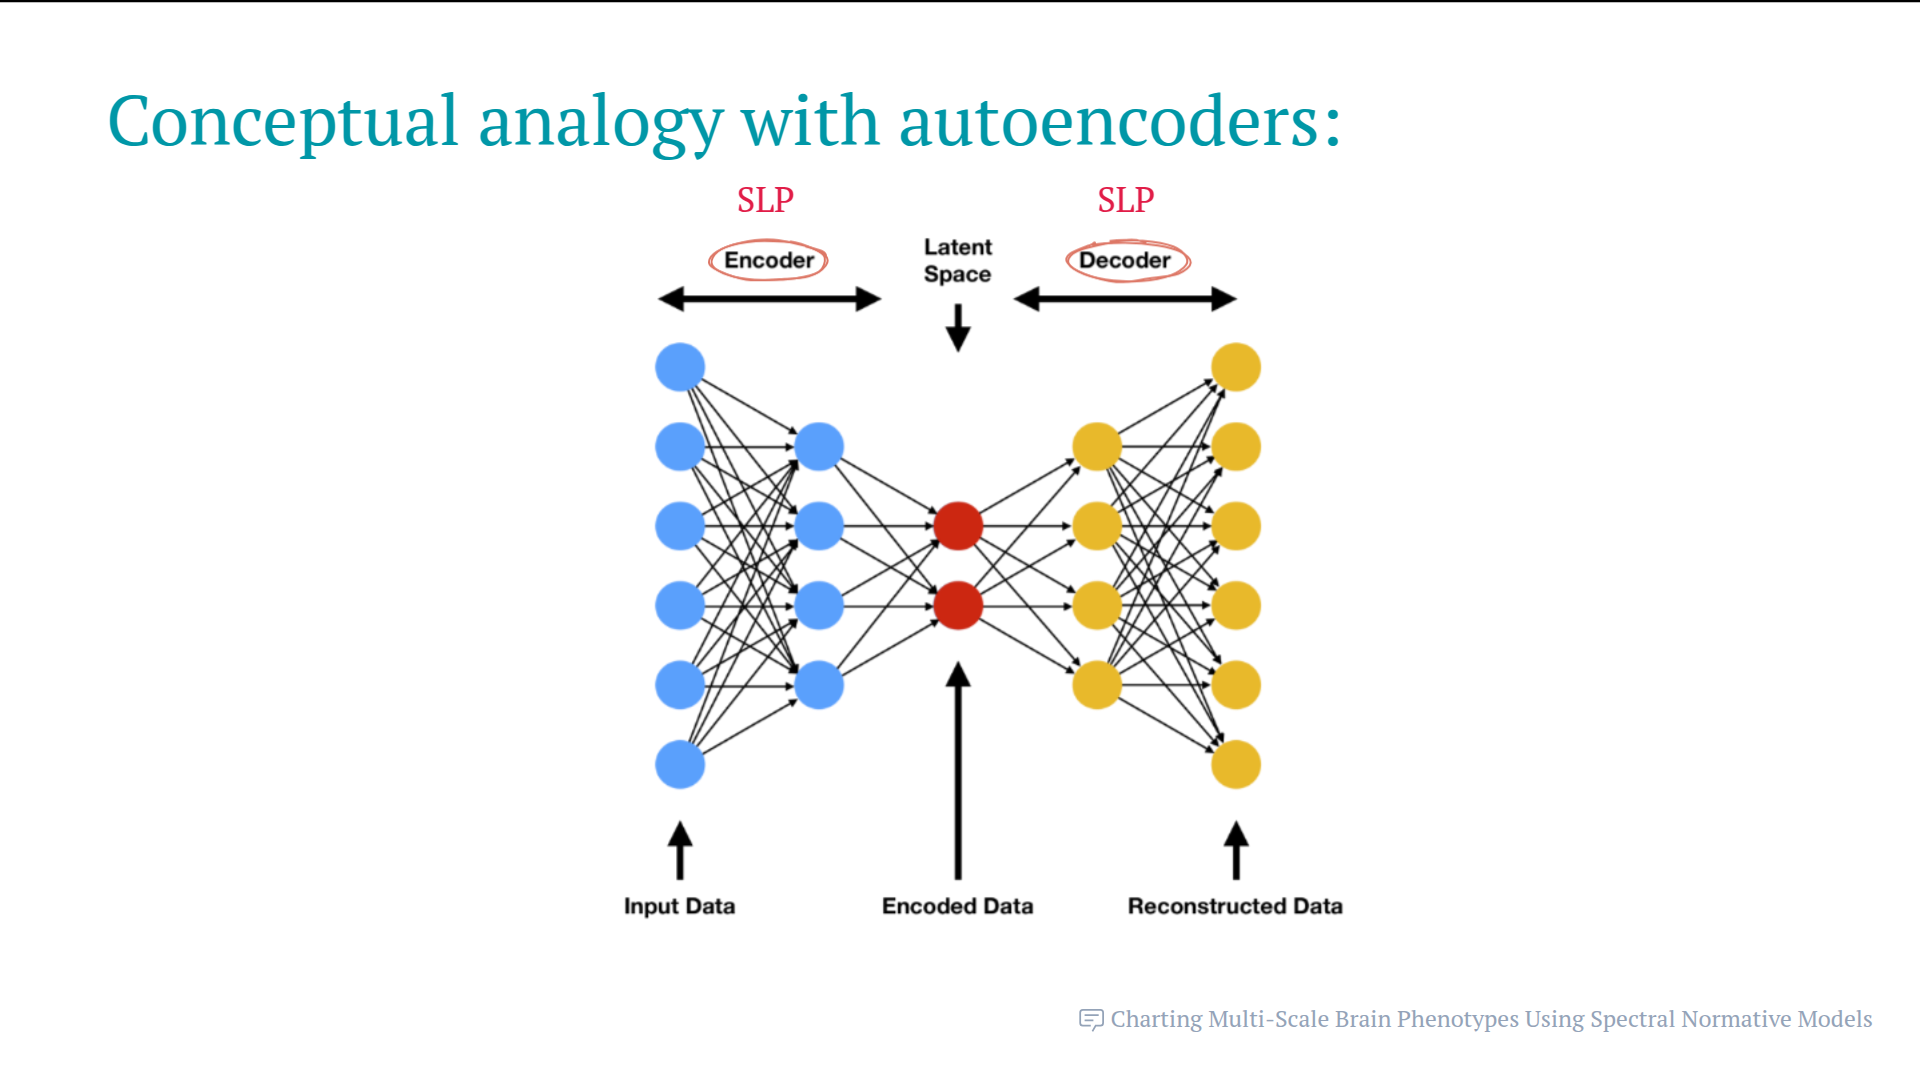 Conceptual analogy with autoencoders:
SLP
SLP
Encoder
Latent
Space
Decoder
Input Data
Encoded Data
Reconstructed Data
Charting Multi-Scale Brain Phenotypes Using Spectral Normative Models